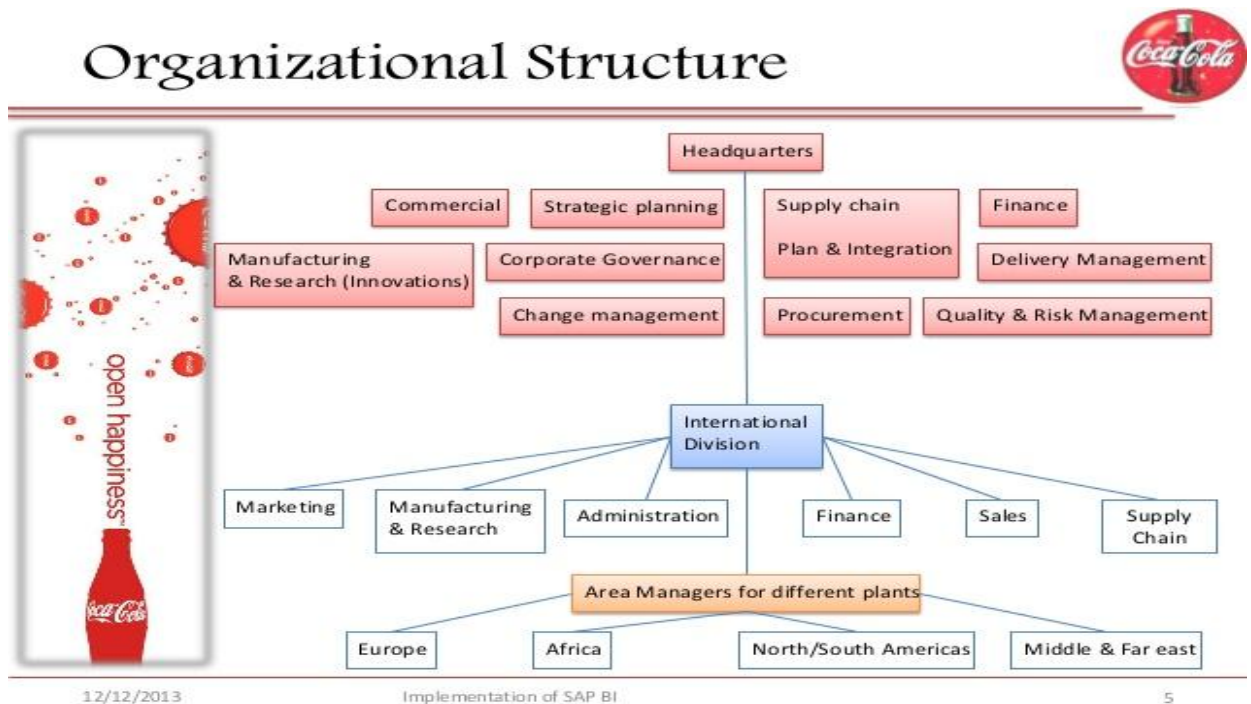 Organizational Structure
Coca-Cola
Headquarters
Commercial
Strategic planning
Supply chain
Plan & Integration
Finance
Manufacturing
& Research (Innovations)
Corporate Governance
Delivery Management
Change management
Procurement
Quality & Risk Management
open happiness™
Coca-Cola
International
Division
Marketing
Manufacturing
& Research
Administration
Finance
Sales
Supply
Chain
Area Managers for different plants
Europe
Africa
North/South Americas
Middle & Far east
12/12/2013
Implementation of SAP BI
5